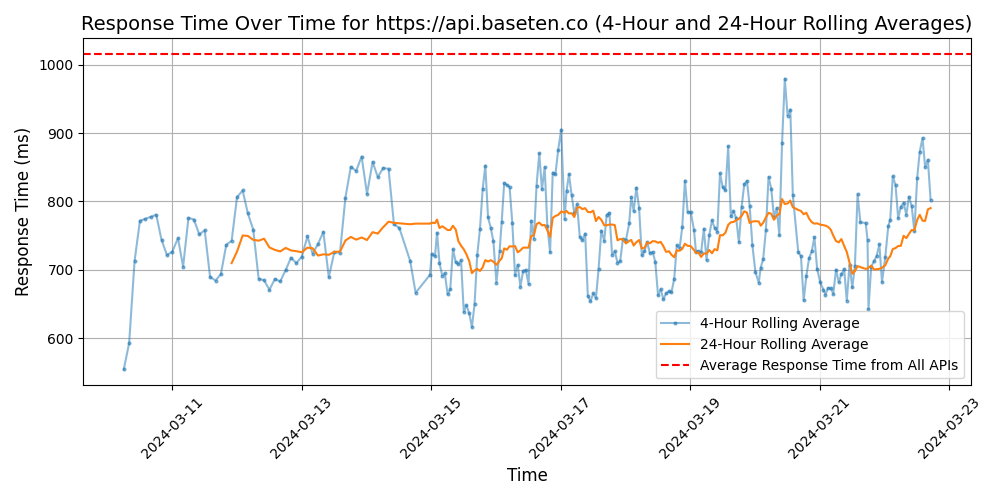 Response Time Over Time for https://api.baseten.co (4-Hour and 24-Hour Rolling Averages)
Response Time (ms)
1000
900
800
700
600
4-Hour Rolling Average
24-Hour Rolling Average
Average Response Time from All APIs
2024-03-11
2024-03-13
2024-03-15
2024-03-17
2024-03-19
2024-03-21
2024-03-23
Time